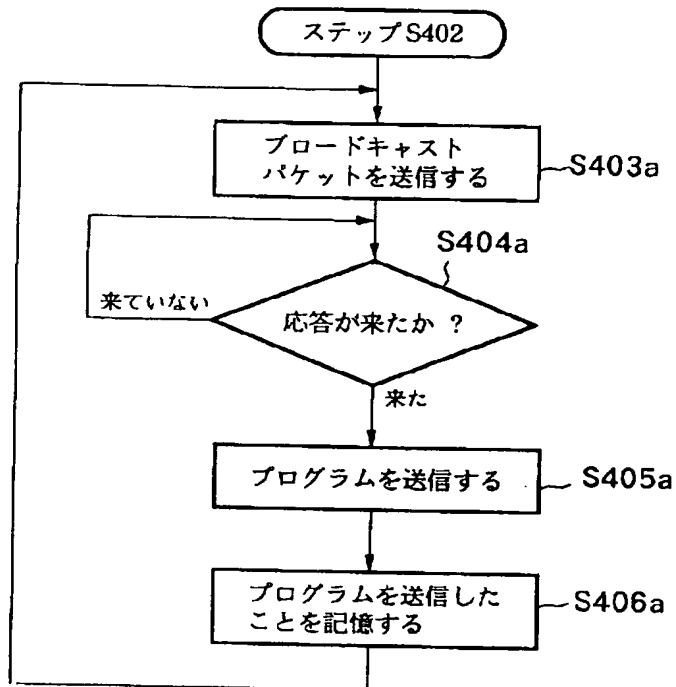 ステップS402
ブロードキャスト
パケットを送信する
S403a
S404a
来ていない
応答が来たか ?
来た
プログラムを送信する
S405a
プログラムを送信した
ことを記憶する
S406a